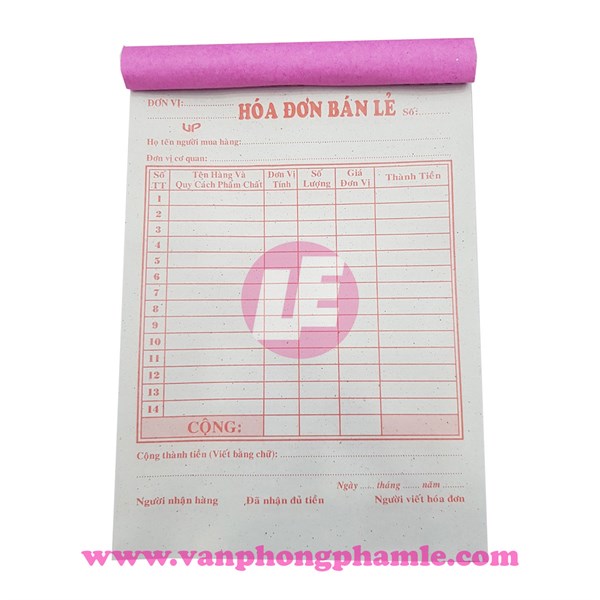 ĐƠN VỊ:
HÓA ĐƠN BÁN LẺ Số:
VP
Họ tên người mua hàng:
Đơn vị cơ quan:
Số TT Tên Hàng Và Quy Cách Phẩm Chất Đơn Vị Tính Số Lượng Giá Đơn Vị Thành Tiền
1
2
3
4
5
6
7
8
9
10
11
12
13
14
LE
CỘNG:
Cộng thành tiền (Viết bằng chữ):
Ngày ...... tháng ...... năm .........
Người nhận hàng Đã nhận đủ tiền Người viết hóa đơn
www.vanphongphamle.com